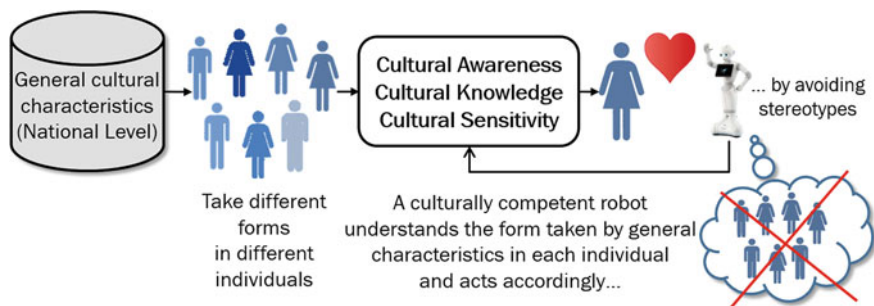 General cultural
characteristics
(National Level)
Take different
forms
in different
individuals
Cultural Awareness
Cultural Knowledge
Cultural Sensitivity
A culturally competent robot
understands the form taken by general
characteristics in each individual
and acts accordingly...
... by avoiding
stereotypes